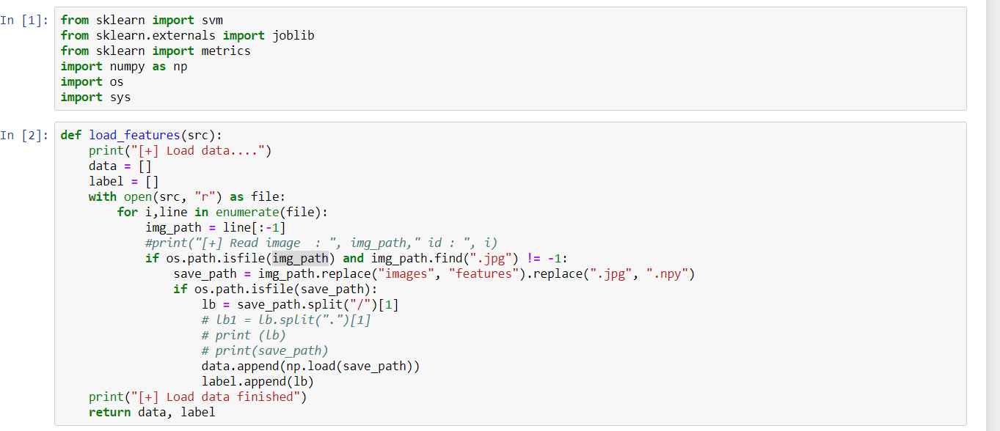 In [1]: from sklearn import svm
from sklearn.externals import joblib
from sklearn import metrics
import numpy as np
import os
import sys
In [2]: def load_features(src):
    print("[+] Load data....")
    data = []
    label = []
    with open(src, "r") as file:
        for i,line in enumerate(file):
            img_path = line[:-1]
            #print("[+] Read image  : ", img_path," id : ", i)
            if os.path.isfile(img_path) and img_path.find(".jpg") != -1:
                save_path = img_path.replace("images", "features").replace(".jpg", ".npy")
                if os.path.isfile(save_path):
                    lb = save_path.split("/")[1]
                    # lb1 = lb.split(".")[1]
                    # print (lb)
                    # print(save_path)
                    data.append(np.load(save_path))
                    label.append(lb)
    print("[+] Load data finished")
    return data, label